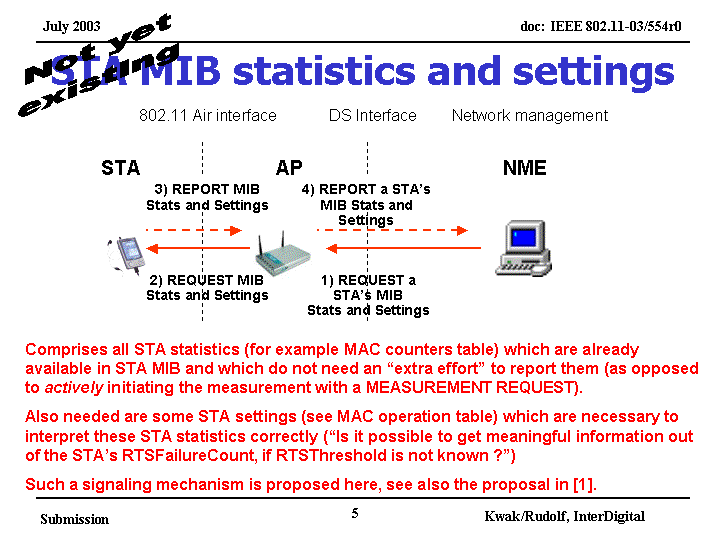 July 2003
doc: IEEE 802.11-03/554r0
Not yet
existing
STA MIB statistics and settings
802.11 Air interface
DS Interface
Network management
STA
AP
NME
3) REPORT MIB
Stats and Settings
4) REPORT a STA's
MIB Stats and
Settings
2) REQUEST MIB
Stats and Settings
1) REQUEST a
STA's MIB
Stats and Settings
Comprises all STA statistics (for example MAC counters table) which are already
available in STA MIB and which do not need an “extra effort” to report them (as opposed
to actively initiating the measurement with a MEASUREMENT REQUEST).
Also needed are some STA settings (see MAC operation table) which are necessary to
interpret these STA statistics correctly (“Is it possible to get meaningful information out
of the STA's RTSFailureCount, if RTSThreshold is not known ?”)
Such a signaling mechanism is proposed here, see also the proposal in [1].
Submission
5
Kwak/Rudolf, InterDigital